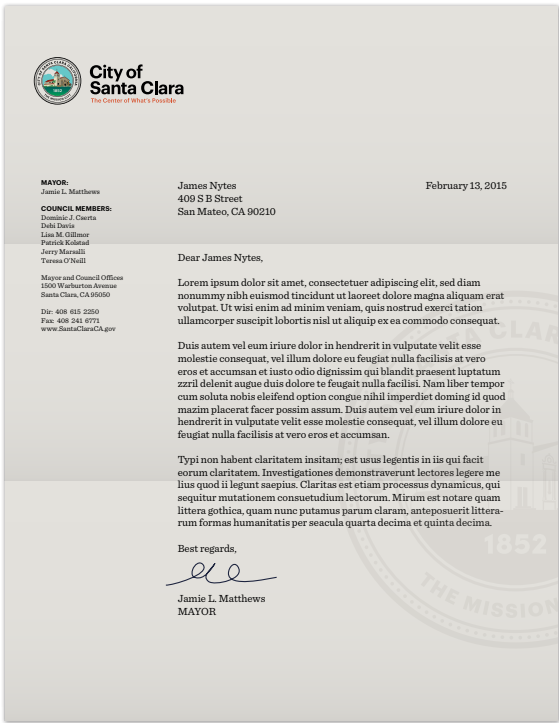 City of
Santa Clara
The Center of What's Possible
1852
MAYOR:
Jamie L. Matthews
COUNCIL MEMBERS:
Dominic J. Caserta
Debi Davis
Lisa M. Gillmor
Patrick Kolstad
Jerry Marsalli
Teresa O'Neill
Mayor and Council Offices
1500 Warburton Avenue
Santa Clara, CA 95050
Dir: 408 615 2250
Fax: 408 241 6771
www.SantaClaraCA.gov
James Nytes
409 S B Street
San Mateo, CA 90210
February 13, 2015
Dear James Nytes,
Lorem ipsum dolor sit amet, consectetuer adipiscing elit, sed diam
nonummy nibh euismod tincidunt ut laoreet dolore magna aliquam erat
volutpat. Ut wisi enim ad minim veniam, quis nostrud exerci tation
ullamcorper suscipit lobortis nisl ut aliquip ex ea commodo consequat.
Duis autem vel eum iriure dolor in hendrerit in vulputate velit esse
molestie consequat, vel illum dolore eu feugiat nulla facilisis at vero
eros et accumsan et iusto odio dignissim qui blandit praesent luptatum
zzril delenit augue duis dolore te feugait nulla facilisi. Nam liber tempor
cum soluta nobis eleifend option congue nihil imperdiet doming id quod
mazim placerat facer possim assum. Duis autem vel eum iriure dolor in
hendrerit in vulputate velit esse molestie consequat, vel illum dolore eu
feugiat nulla facilisis at vero eros et accumsan.
Typi non habent claritatem insitam; est usus legentis in iis qui facit
eorum claritatem. Investigationes demonstraverunt lectores legere me
lius quod ii legunt saepius. Claritas est etiam processus dynamicus, qui
sequitur mutationem consuetudium lectorum. Mirum est notare quam
littera gothica, quam nunc putamus parum claram, anteposuerit littera-
rum formas humanitatis per seacula quarta decima et quinta decima.
Best regards,
Jamie L. Matthews
MAYOR
1852
THE MISSION